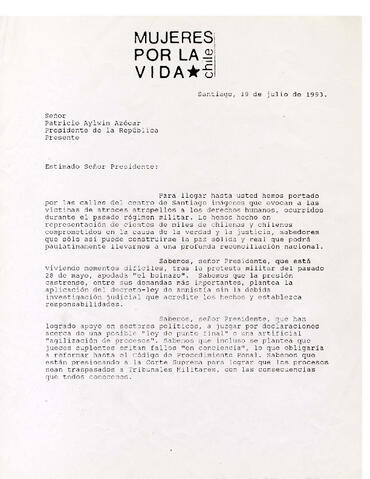 MUJERES
POR LA
VIDA★
chile
Santiago, 19 de julio de 1993.
Señor
Patricio Aylwin Azócar
Presidente de la República
Presente
Estimado Señor Presidente:
Para llegar hasta usted hemos portado
por las calles del centro de Santiago imágenes que evocan a las
víctimas de atroces atropellos a los derechos humanos, ocurridos
durante el pasado régimen militar. Lo hemos hecho en
representación de cientos de miles de chilenas y chilenos
comprometidos en la causa de la verdad y la justicia, sabedores
que sólo así puede construirse la paz sólida y real que podrá
paulatinamente llevarnos a una profunda reconciliación nacional.
Sabemos, señor Presidente, que está
viviendo momentos difíciles, tras la protesta militar del pasado
28 de mayo, apodada "el boinazo". Sabemos que la presión
castrense, entre sus demandas más importantes, plantea la
aplicación del decreto-ley de amnistía sin la debida
investigación judicial que acredite los hechos y establezca
responsabilidades.
Sabemos, señor Presidente, que han
logrado apoyo en sectores políticos, a juzgar por declaraciones
acerca de una posible "ley de punto final" o una artificial
"agilización de procesos". Sabemos que incluso se plantea que
jueces suplentes emitan fallos "en conciencia", lo que obligaría
a reformar hasta el Código de Procedimiento Penal. Sabemos que
están presionando a la Corte Suprema para lograr que los procesos
sean traspasados a Tribunales Militares, con las consecuencias
que todos conocemos.